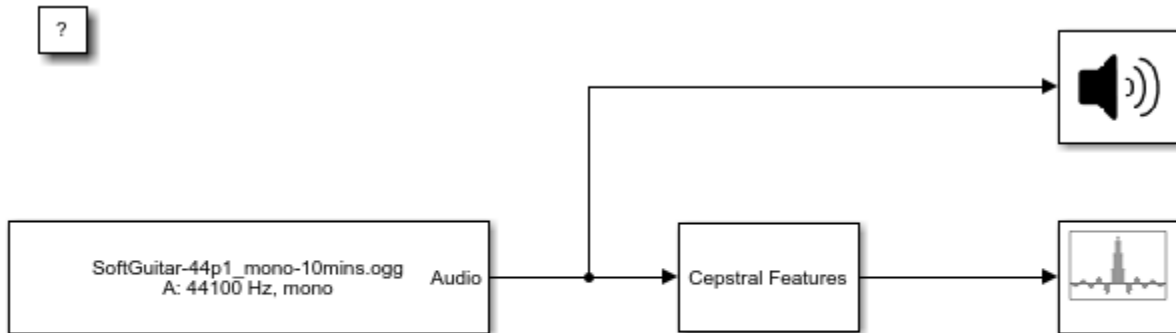 ?
SoftGuitar-44p1_mono-10mins.ogg
A: 44100 Hz, mono
Audio
Cepstral Features